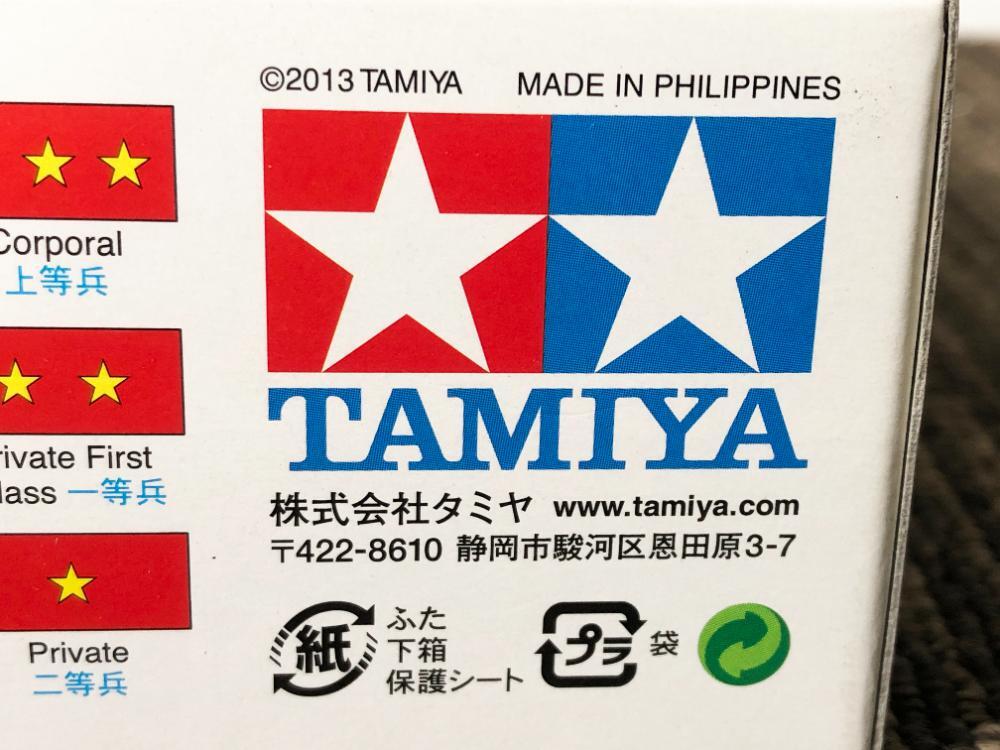 ©2013 TAMIYA MADE IN PHILIPPINES
TAMIYA
株式会社タミヤ www.tamiya.com
〒422-8610 静岡市駿河区恩田原3-7
紙 ふた
下箱
保護シート
プラ 袋
Corporal
上等兵
Private First
Class 一等兵
Private
二等兵